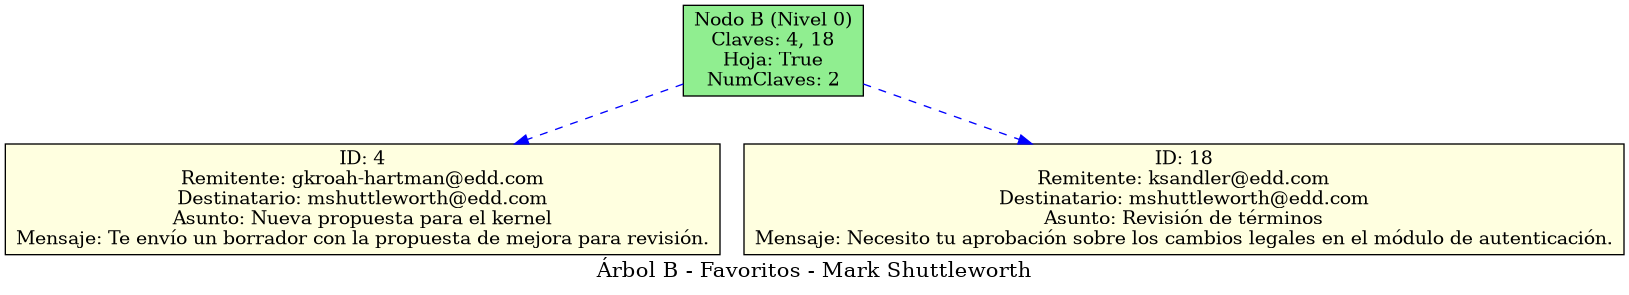 Nodo B (Nivel 0)
Claves: 4, 18
Hoja: True
NumClaves: 2
ID: 4
Remitente: gkroah-hartman@edd.com
Destinatario: mshuttleworth@edd.com
Asunto: Nueva propuesta para el kernel
Mensaje: Te envío un borrador con la propuesta de mejora para revisión.
ID: 18
Remitente: ksandler@edd.com
Destinatario: mshuttleworth@edd.com
Asunto: Revisión de términos
Mensaje: Necesito tu aprobación sobre los cambios legales en el módulo de autenticación.
Árbol B - Favoritos - Mark Shuttleworth